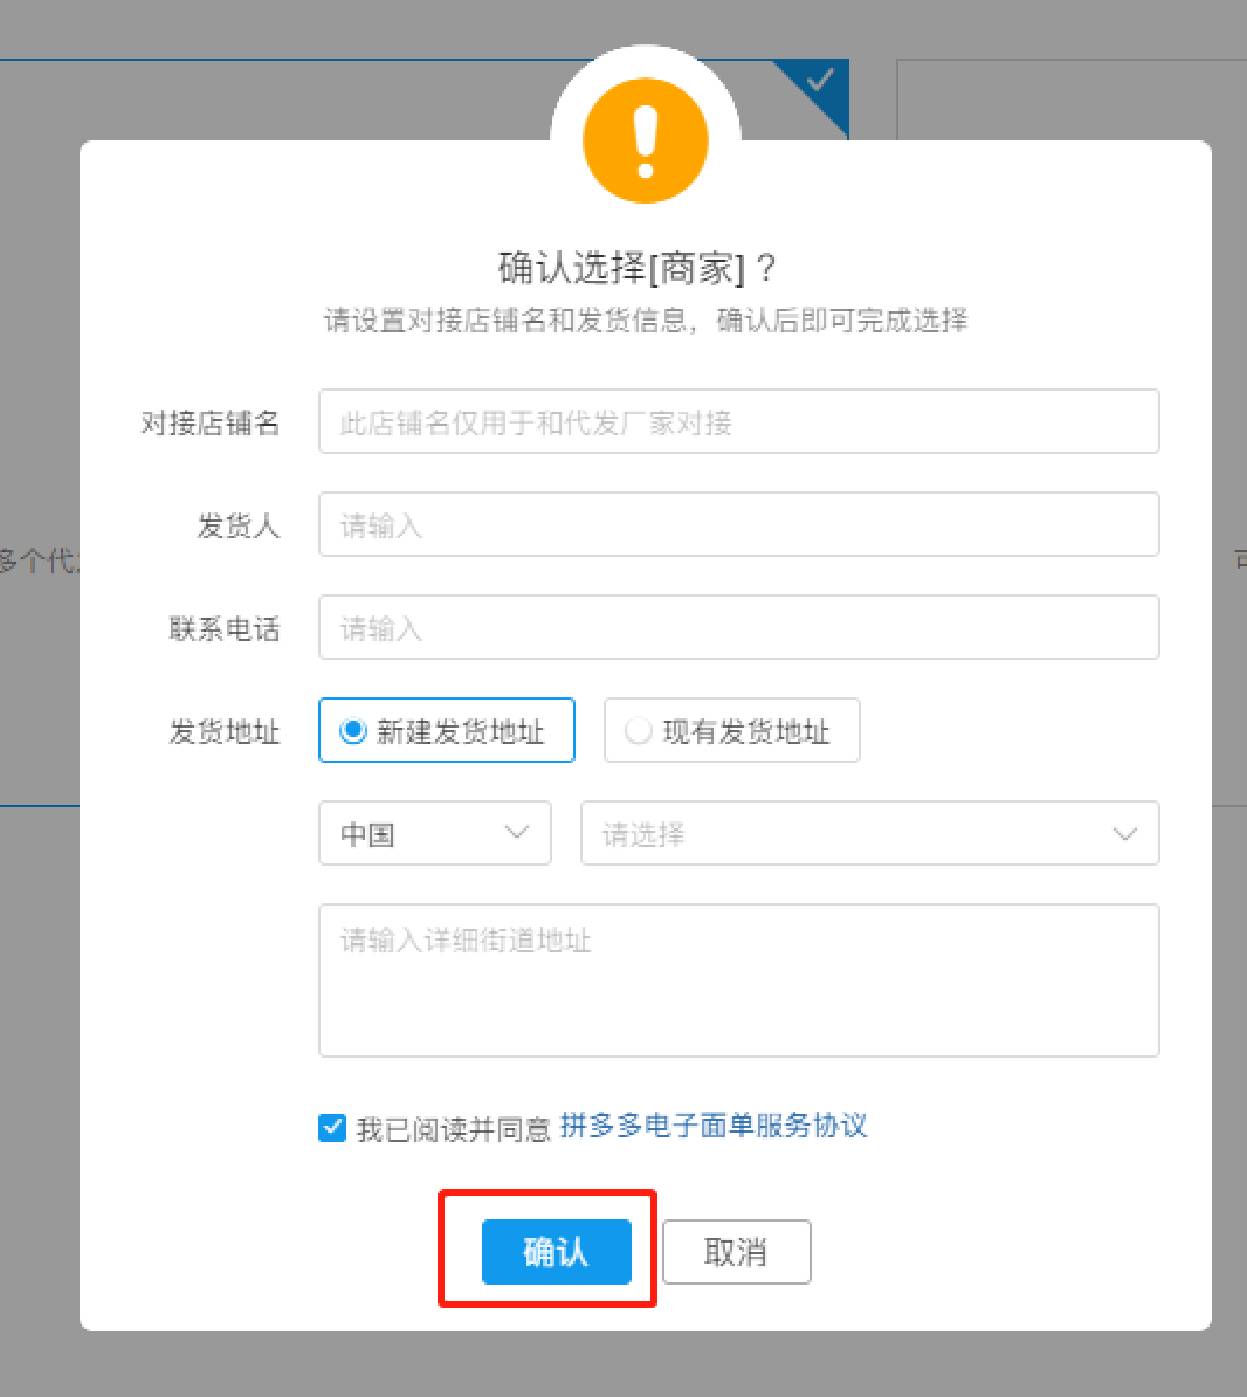 确认选择[商家]？
请设置对接店铺名和发货信息，确认后即可完成选择
对接店铺名 此店铺名仅用于和代发厂家对接
发货人 请输入
多个代
联系电话 请输入
发货地址 新建发货地址 现有发货地址
中国 请选择
请输入详细街道地址
我已阅读并同意 拼多多电子面单服务协议
确认 取消